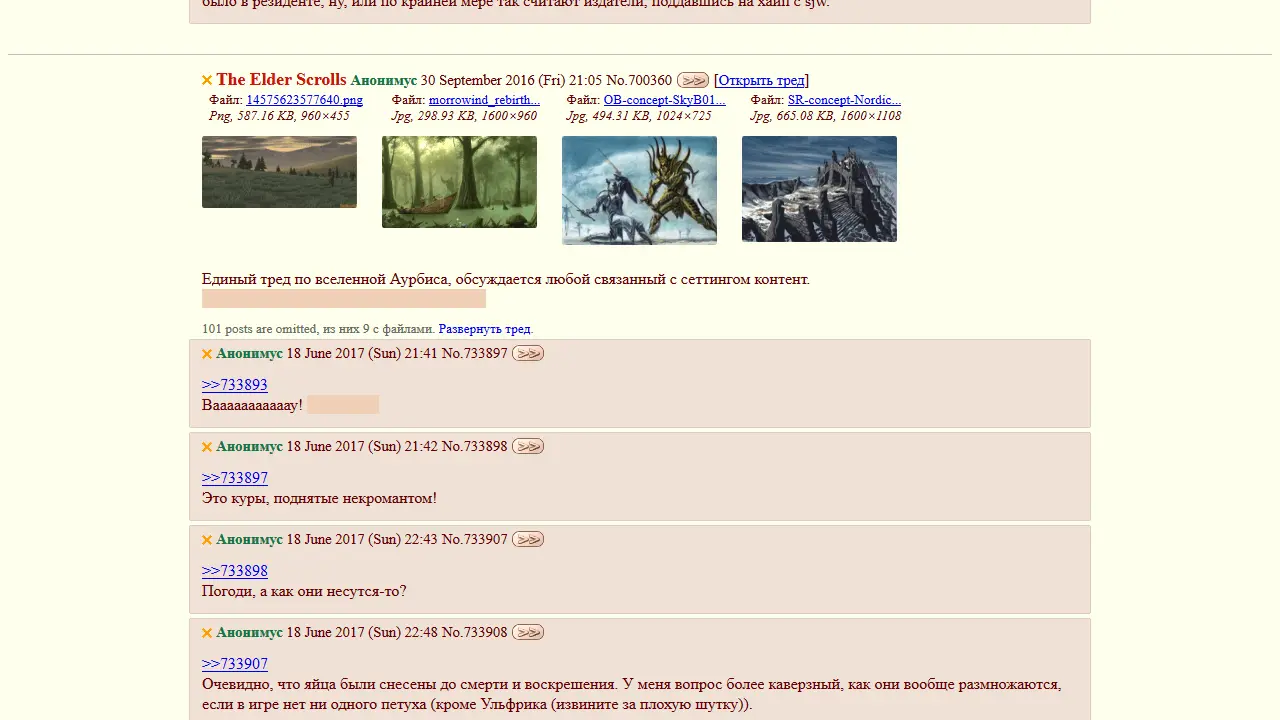 было в резиденте, ну, или по крайней мере так считают издатели, поддавшись на хайп с sjw.
The Elder Scrolls Анонимус 30 September 2016 (Fri) 21:05 No.700360 >> [Открыть тред]
Файл: 14575623577640.png Файл: morrowind_rebirth... Файл: OB-concept-SkyB01... Файл: SR-concept-Nordic...
Png, 587.16 KB, 960×455 Jpg, 298.93 KB, 1600×960 Jpg, 494.31 KB, 1024×725 Jpg, 665.08 KB, 1600×1108
Единый тред по вселенной Аурбиса, обсуждается любой связанный с сеттингом контент.
101 posts are omitted, из них 9 с файлами. Развернуть тред.
Анонимус 18 June 2017 (Sun) 21:41 No.733897 >>
>>733893
Вааааааааааау!
Анонимус 18 June 2017 (Sun) 21:42 No.733898 >>
>>733897
Это куры, поднятые некромантом!
Анонимус 18 June 2017 (Sun) 22:43 No.733907 >>
>>733898
Погоди, а как они несутся-то?
Анонимус 18 June 2017 (Sun) 22:48 No.733908 >>
>>733907
Очевидно, что яйца были снесены до смерти и воскрешения. У меня вопрос более каверзный, как они вообще размножаются,
если в игре нет ни одного петуха (кроме Ульфрика (извините за плохую шутку)).